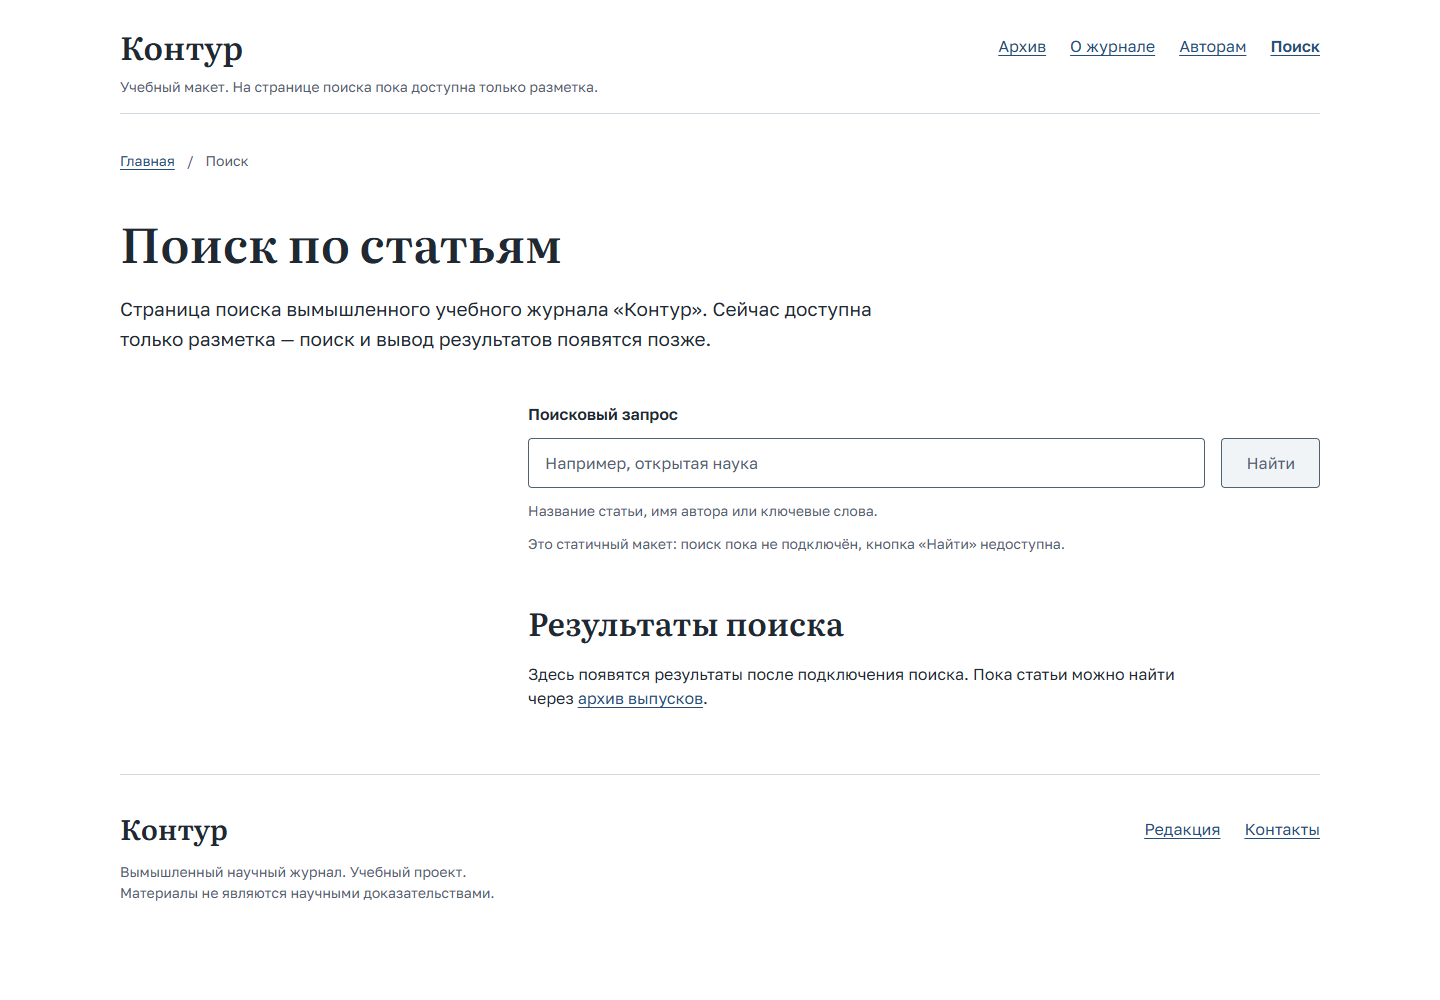 Контур
Архив О журнале Авторам Поиск
Учебный макет. На странице поиска пока доступна только разметка.
Главная / Поиск
Поиск по статьям
Страница поиска вымышленного учебного журнала «Контур». Сейчас доступна
только разметка — поиск и вывод результатов появятся позже.
Поисковый запрос
Например, открытая наука
Найти
Название статьи, имя автора или ключевые слова.
Это статичный макет: поиск пока не подключён, кнопка «Найти» недоступна.
Результаты поиска
Здесь появятся результаты после подключения поиска. Пока статьи можно найти
через архив выпусков.
Контур
Редакция Контакты
Вымышленный научный журнал. Учебный проект.
Материалы не являются научными доказательствами.